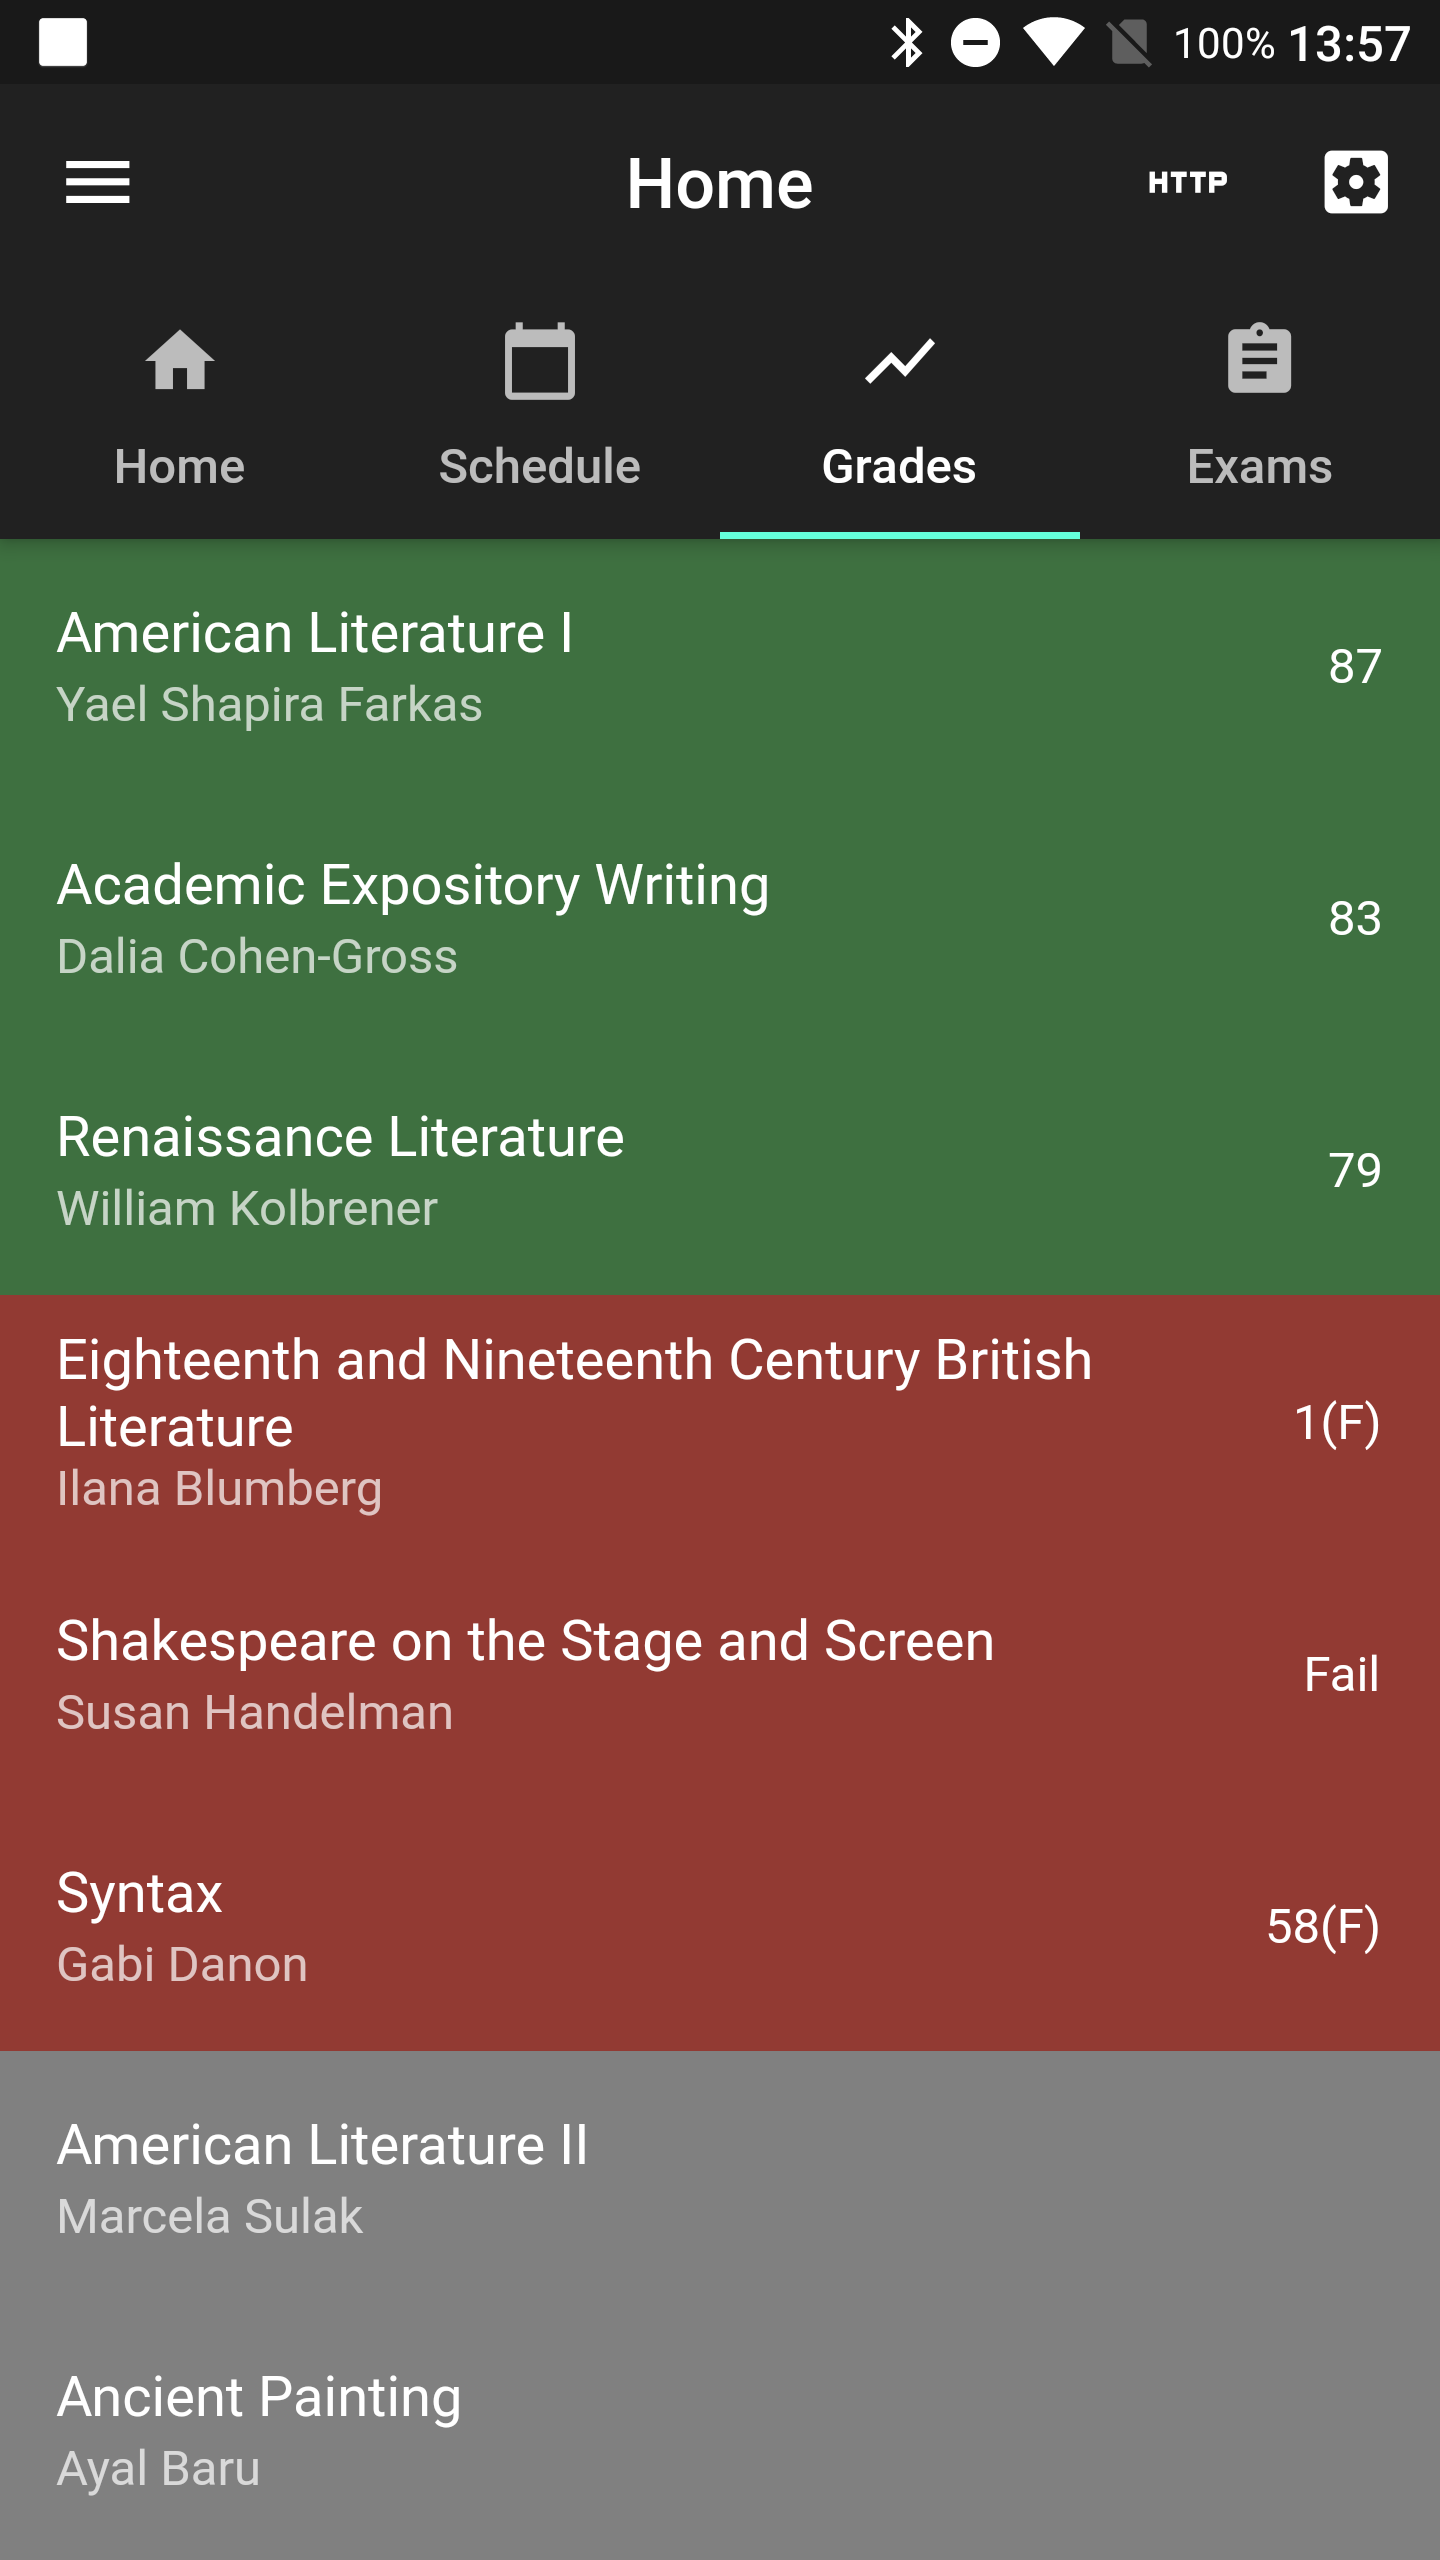 100% 13:57
Home HTTP
Home Schedule Grades Exams
American Literature I
87
Yael Shapira Farkas
Academic Expository Writing
83
Dalia Cohen-Gross
Renaissance Literature
79
William Kolbrener
Eighteenth and Nineteenth Century British
Literature
1(F)
Ilana Blumberg
Shakespeare on the Stage and Screen
Fail
Susan Handelman
Syntax
58(F)
Gabi Danon
American Literature II
Marcela Sulak
Ancient Painting
Ayal Baru